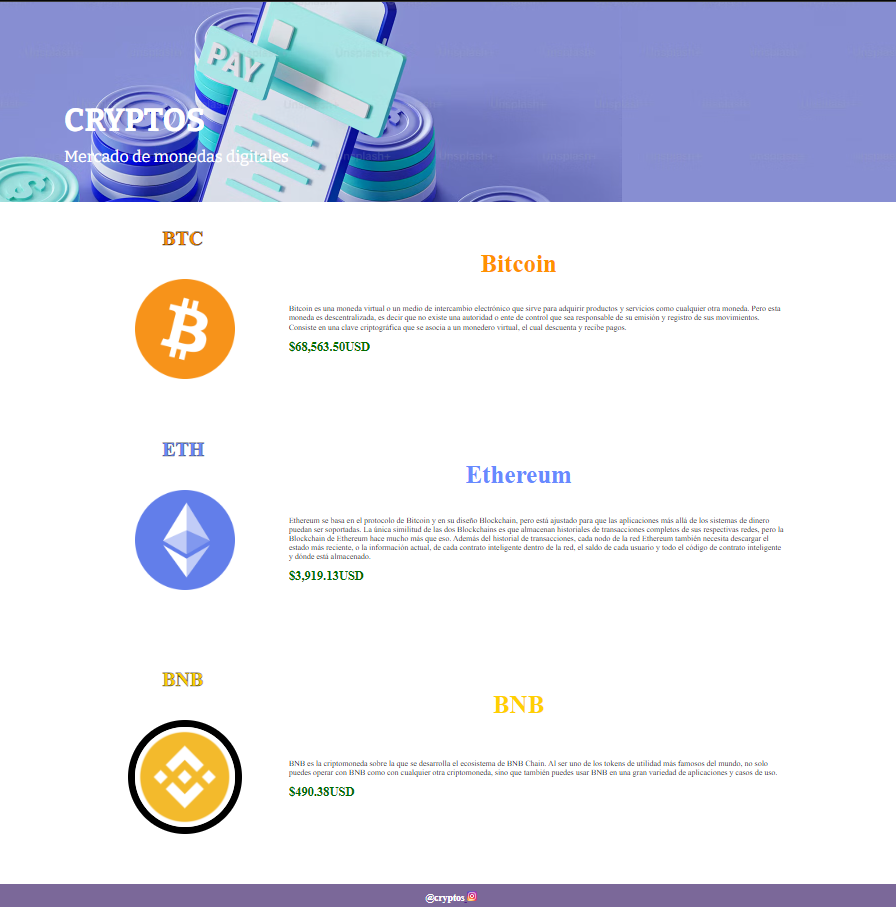 PAY
CRYPTOS
Mercado de monedas digitales
BTC
Bitcoin
Bitcoin es una moneda virtual o un medio de intercambio electrónico que sirve para adquirir productos y servicios como cualquier otra moneda. Pero esta
moneda es descentralizada, es decir que no existe una autoridad o ente de control que sea responsable de su emisión y registro de sus movimientos.
Consiste en una clave criptográfica que se asocia a un monedero virtual, el cual descuenta y recibe pagos.
$68,563.50USD
ETH
Ethereum
Ethereum se basa en el protocolo de Bitcoin y en su diseño Blockchain, pero está ajustado para que las aplicaciones más allá de los sistemas de dinero
puedan ser soportadas. La única similitud de las dos Blockchains es que almacenan historiales de transacciones completos de sus respectivas redes, pero la
Blockchain de Ethereum hace mucho más que eso. Además del historial de transacciones, cada nodo de la red Ethereum también necesita descargar el
estado más reciente, o la información actual, de cada contrato inteligente dentro de la red, el saldo de cada usuario y todo el código de contrato inteligente
y dónde está almacenado.
$3,919.13USD
BNB
BNB
BNB es la criptomoneda sobre la que se desarrolla el ecosistema de BNB Chain. Al ser uno de los tokens de utilidad más famosos del mundo, no solo
puedes operar con BNB como con cualquier otra criptomoneda, sino que también puedes usar BNB en una gran variedad de aplicaciones y casos de uso.
$490.38USD
@cryptos